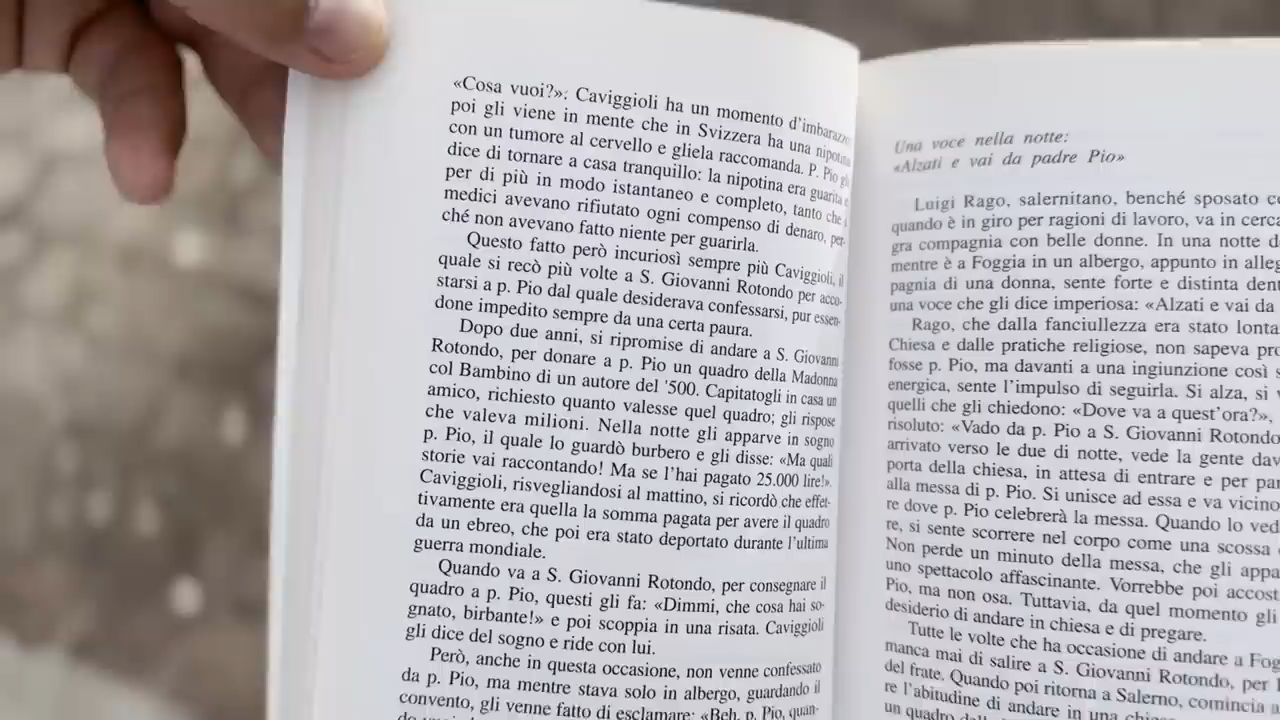 «Cosa vuoi?»: Caviggioli ha un momento d'imbarazzo
poi gli viene in mente che in Svizzera ha una nipotina
con un tumore al cervello e gliela raccomanda. P. Pio gli
dice di tornare a casa tranquillo: la nipotina era guarita e
per di più in modo istantaneo e completo, tanto che i
medici avevano rifiutato ogni compenso di denaro, per-
ché non avevano fatto niente per guarirla.
Questo fatto però incuriosì sempre più Caviggioli, il
quale si recò più volte a S. Giovanni Rotondo per acco-
starsi a p. Pio dal quale desiderava confessarsi, pur essen-
done impedito sempre da una certa paura.
Dopo due anni, si ripromise di andare a S. Giovanni
Rotondo, per donare a p. Pio un quadro della Madonna
col Bambino di un autore del '500. Capitatogli in casa un
amico, richiesto quanto valesse quel quadro; gli rispose
che valeva milioni. Nella notte gli apparve in sogno
p. Pio, il quale lo guardò burbero e gli disse: «Ma quali
storie vai raccontando! Ma se l'hai pagato 25.000 lire!».
Caviggioli, risvegliandosi al mattino, si ricordò che effet-
tivamente era quella la somma pagata per avere il quadro
da un ebreo, che poi era stato deportato durante l'ultima
guerra mondiale.
Quando va a S. Giovanni Rotondo, per consegnare il
quadro a p. Pio, questi gli fa: «Dimmi, che cosa hai so-
gnato, birbante!» e poi scoppia in una risata. Caviggioli
gli dice del sogno e ride con lui.
Però, anche in questa occasione, non venne confessato
da p. Pio, ma mentre stava solo in albergo, guardando il
convento, gli venne fatto di esclamare: «Beh, p. Pio, quan-
Una voce nella notte:
«Alzati e vai da padre Pio»
Luigi Rago, salernitano, benché sposato
quando è in giro per ragioni di lavoro, va in cerc
gra compagnia con belle donne. In una notte d
mentre è a Foggia in un albergo, appunto in alleg
pagnia di una donna, sente forte e distinta dent
una voce che gli dice imperiosa: «Alzati e vai da
Rago, che dalla fanciullezza era stato lonta
Chiesa e dalle pratiche religiose, non sapeva pro
fosse p. Pio, ma davanti a una ingiunzione così s
energica, sente l'impulso di seguirla. Si alza, si
quelli che gli chiedono: «Dove va a quest'ora?»,
risoluto: «Vado da p. Pio a S. Giovanni Rotondo
arrivato verso le due di notte, vede la gente dav
porta della chiesa, in attesa di entrare e per par
alla messa di p. Pio. Si unisce ad essa e va vicino
re dove p. Pio celebrerà la messa. Quando lo ved
re, si sente scorrere nel corpo come una scossa
Non perde un minuto della messa, che gli appa
uno spettacolo affascinante. Vorrebbe poi accost
Pio, ma non osa. Tuttavia, da quel momento gli
desiderio di andare in chiesa e di pregare.
Tutte le volte che ha occasione di andare a Fog
manca mai di salire a S. Giovanni Rotondo, per
del frate. Quando poi ritorna a Salerno, comincia a
re l'abitudine di andare in una
un quadro